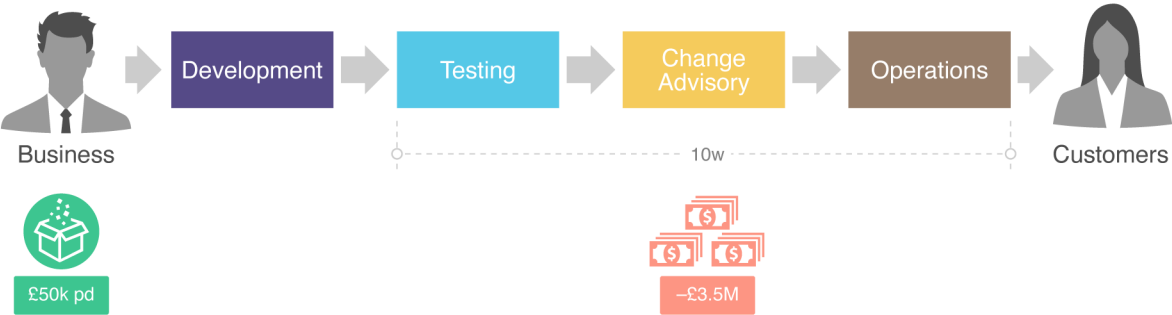 Development
Testing
Change
Advisory
Operations
Business
10w
Customers
$
$ $
£50k pd
–£3.5M